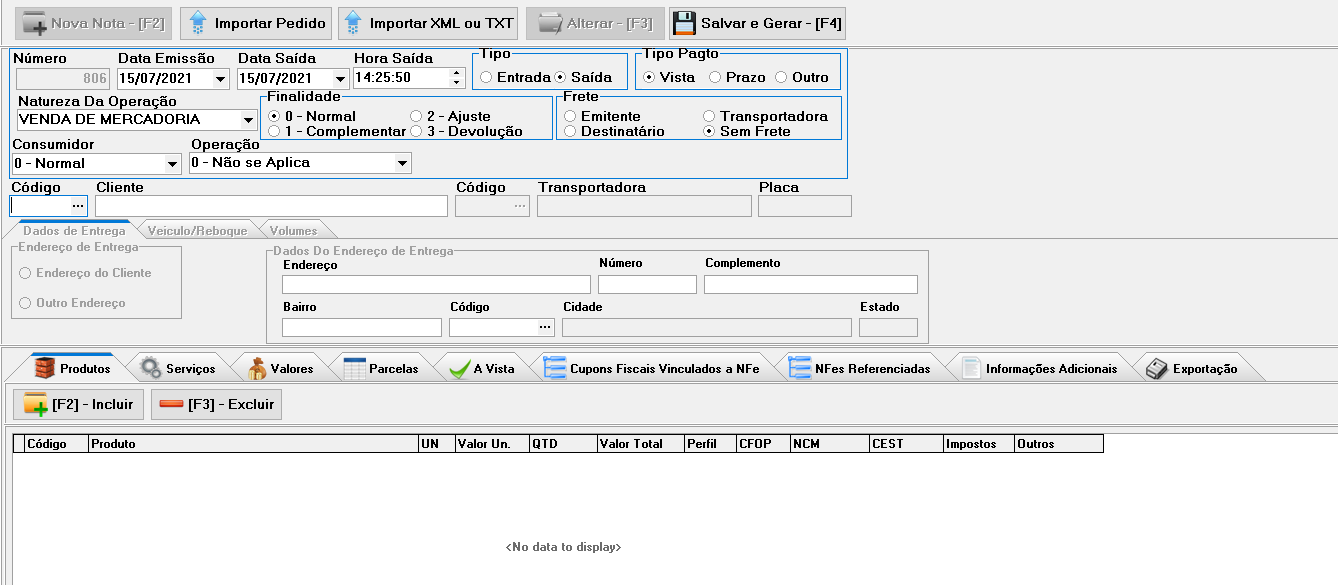 Nova Nota - [F2] Importar Pedido Importar XML ou TXT Alterar - [F3] Salvar e Gerar - [F4]
Número Data Emissão Data Saída Hora Saída Tipo Tipo Pagto
806 15/07/2021 15/07/2021 14:25:50 Entrada Saída Vista Prazo Outro
Natureza Da Operação Finalidade Frete
VENDA DE MERCADORIA 0 - Normal 2 - Ajuste Emitente Transportadora
1 - Complementar 3 - Devolução Destinatário Sem Frete
Consumidor Operação
0 - Normal 0 - Não se Aplica
Código Cliente Código Transportadora Placa
... ...
Dados de Entrega Veiculo/Reboque Volumes
Endereço de Entrega Dados Do Endereço de Entrega
Endereço Número Complemento
Endereço do Cliente
Outro Endereço Bairro Código Cidade Estado
...
Produtos Serviços Valores Parcelas A Vista Cupons Fiscais Vinculados a NFe NFes Referenciadas Informações Adicionais Exportação
[F2] - Incluir [F3] - Excluir
Código Produto UN Valor Un. QTD Valor Total Perfil CFOP NCM CEST Impostos Outros
<No data to display>